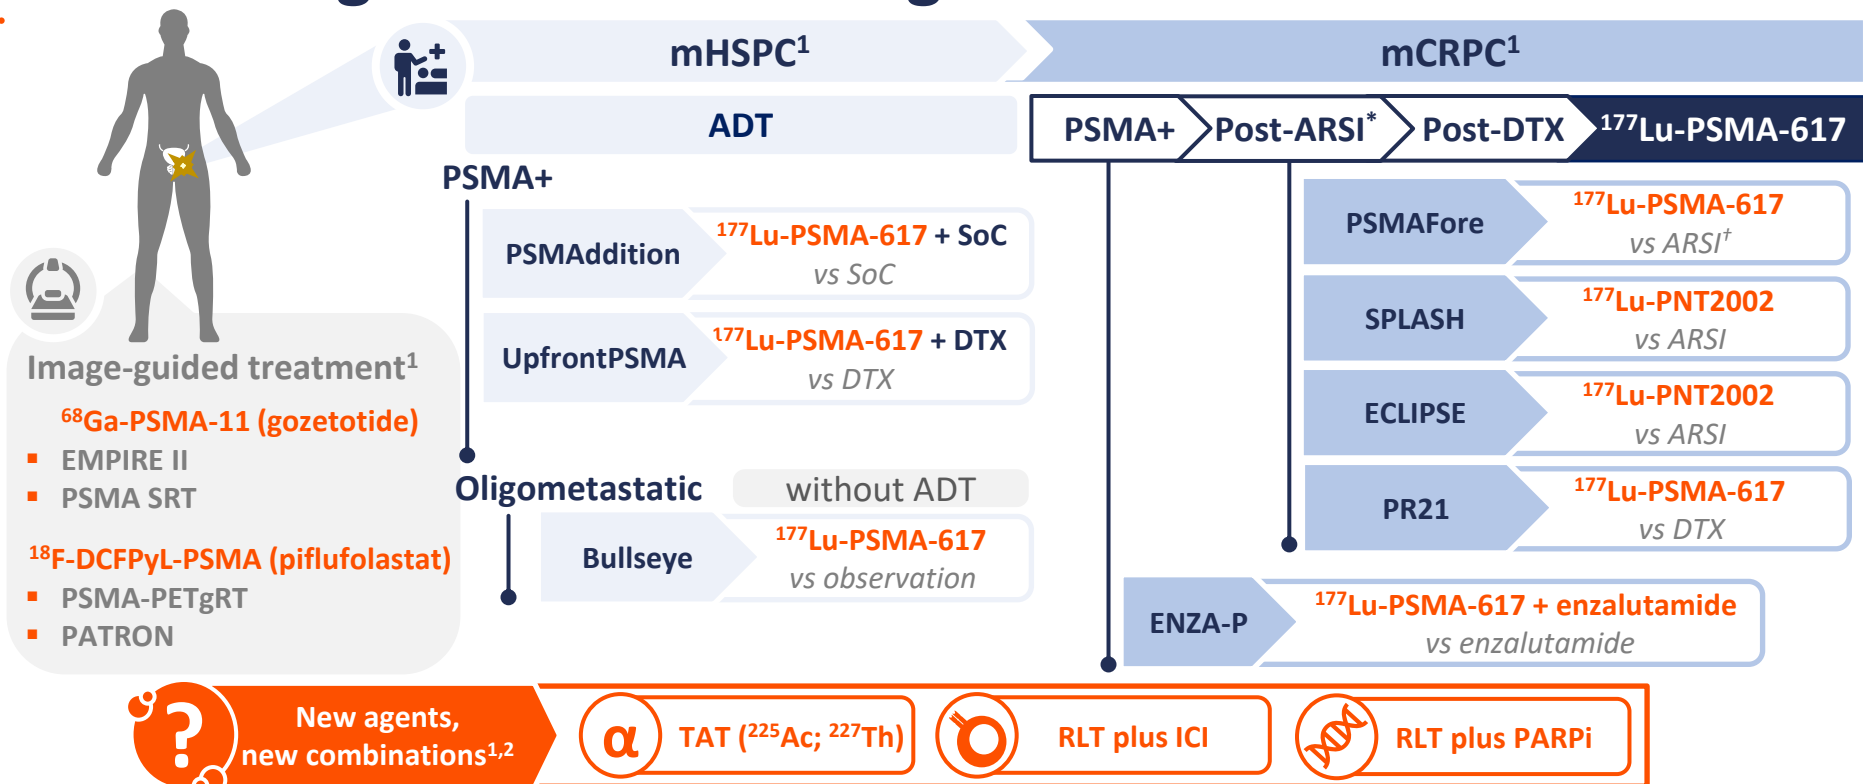 mHSPC¹
mCRPC¹
ADT
PSMA+
Post-ARSI*
Post-DTX
¹⁷⁷Lu-PSMA-617
PSMA+
PSMAddition
¹⁷⁷Lu-PSMA-617 + SoC
vs SoC
UpfrontPSMA
¹⁷⁷Lu-PSMA-617 + DTX
vs DTX
Oligometastatic
without ADT
Bullseye
¹⁷⁷Lu-PSMA-617
vs observation
PSMAFore
¹⁷⁷Lu-PSMA-617
vs ARSI†
SPLASH
¹⁷⁷Lu-PNT2002
vs ARSI
ECLIPSE
¹⁷⁷Lu-PNT2002
vs ARSI
PR21
¹⁷⁷Lu-PSMA-617
vs DTX
ENZA-P
¹⁷⁷Lu-PSMA-617 + enzalutamide
vs enzalutamide
Image-guided treatment¹
⁶⁸Ga-PSMA-11 (gozetotide)
▪ EMPIRE II
▪ PSMA SRT
¹⁸F-DCFPyL-PSMA (piflufolastat)
▪ PSMA-PETgRT
▪ PATRON
?
New agents,
new combinations¹,²
α
TAT (²²⁵Ac; ²²⁷Th)
RLT plus ICI
RLT plus PARPi